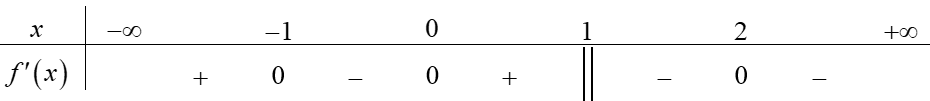 x −∞ −1 0 1 2 +∞
f′(x) + 0 − 0 + || − 0 −